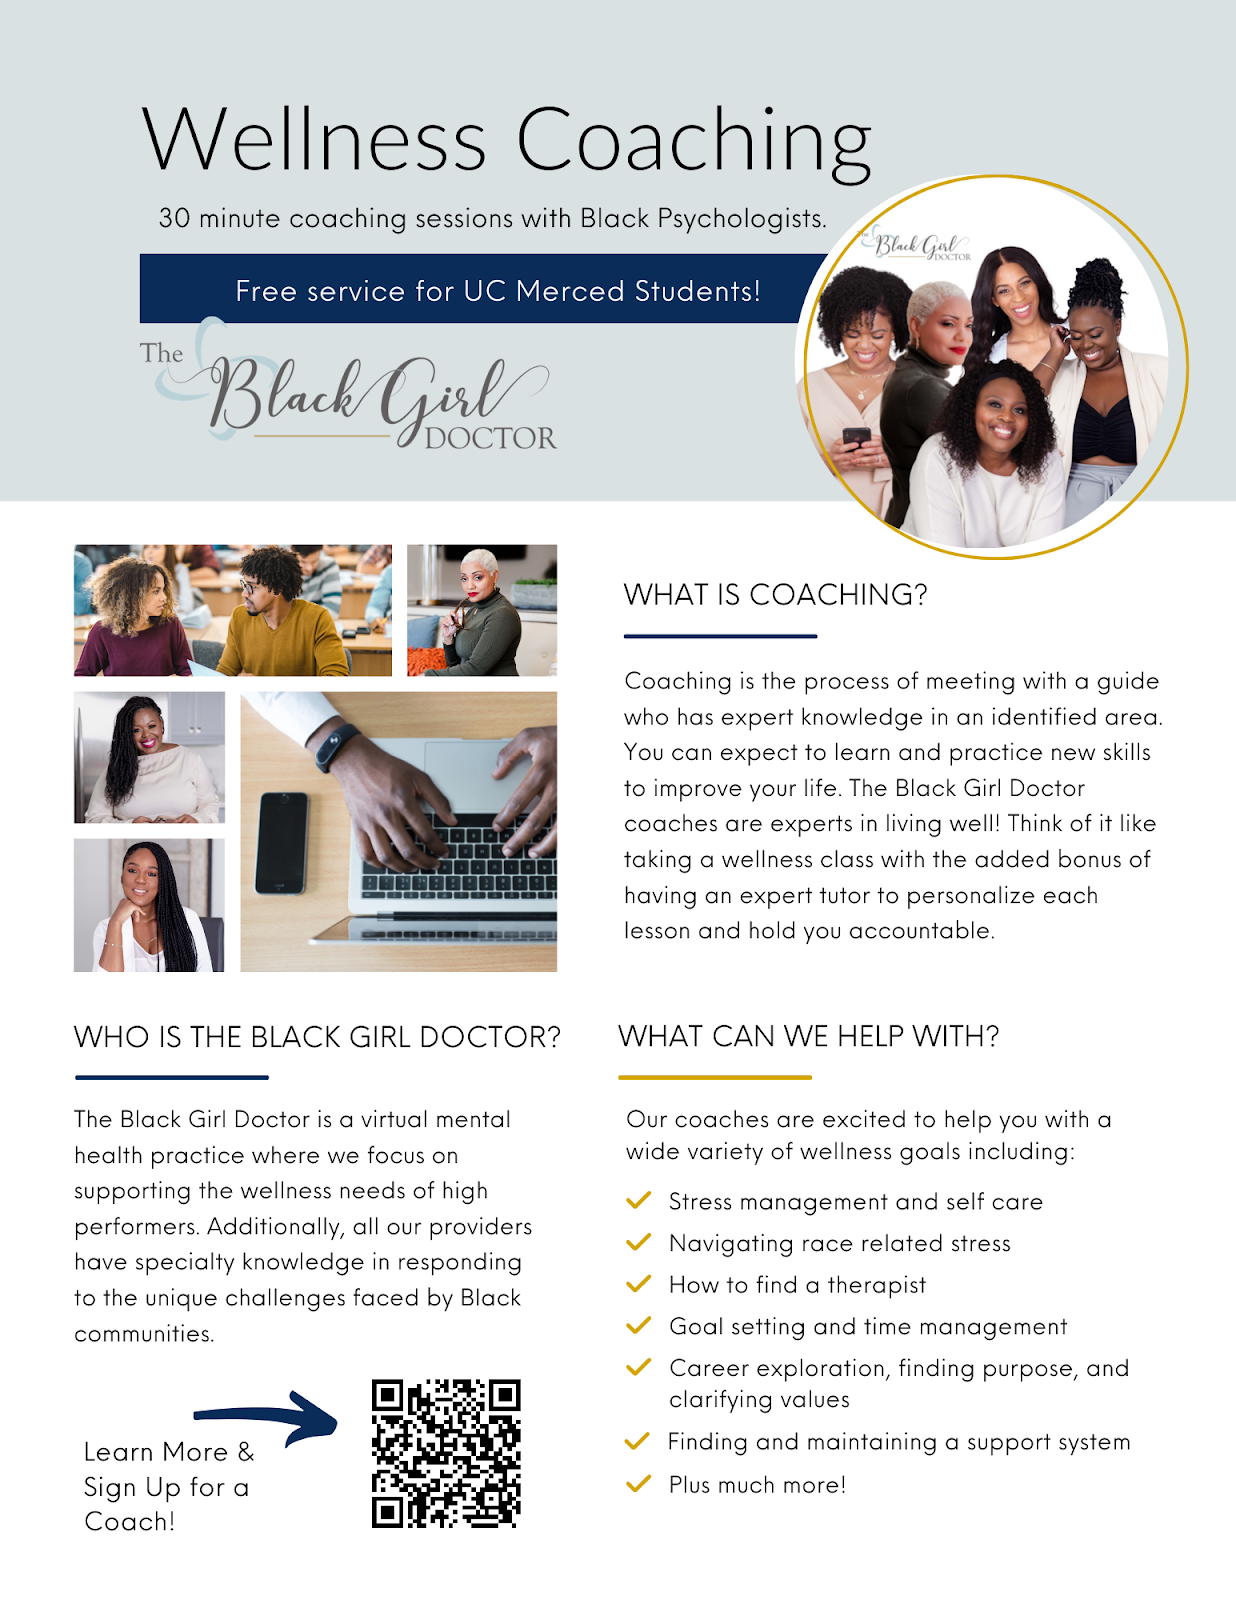 Wellness Coaching
30 minute coaching sessions with Black Psychologists.
Free service for UC Merced Students!
The
Black Girl
DOCTOR
The
Black Girl
DOCTOR
WHAT IS COACHING?
Coaching is the process of meeting with a guide
who has expert knowledge in an identified area.
You can expect to learn and practice new skills
to improve your life. The Black Girl Doctor
coaches are experts in living well! Think of it like
taking a wellness class with the added bonus of
having an expert tutor to personalize each
lesson and hold you accountable.
WHO IS THE BLACK GIRL DOCTOR?
The Black Girl Doctor is a virtual mental
health practice where we focus on
supporting the wellness needs of high
performers. Additionally, all our providers
have specialty knowledge in responding
to the unique challenges faced by Black
communities.
Learn More &
Sign Up for a
Coach!
WHAT CAN WE HELP WITH?
Our coaches are excited to help you with a
wide variety of wellness goals including:
Stress management and self care
Navigating race related stress
How to find a therapist
Goal setting and time management
Career exploration, finding purpose, and
clarifying values
Finding and maintaining a support system
Plus much more!